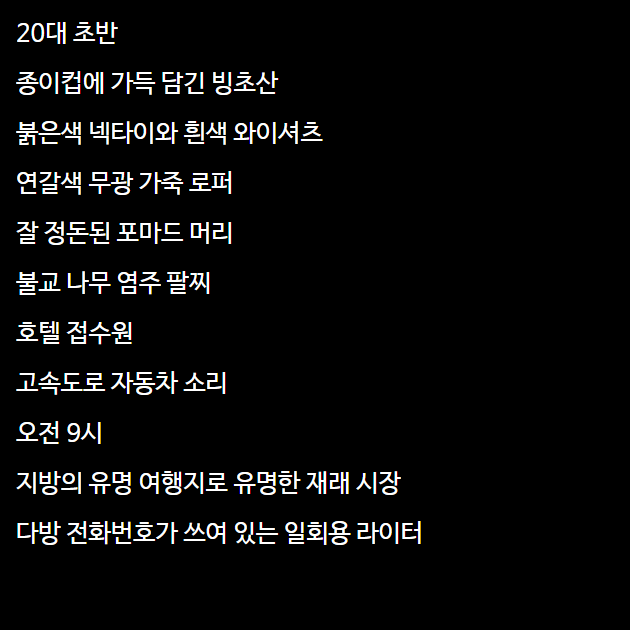 20대 초반
종이컵에 가득 담긴 빙초산
붉은색 넥타이와 흰색 와이셔츠
연갈색 무광 가죽 로퍼
잘 정돈된 포마드 머리
불교 나무 염주 팔찌
호텔 접수원
고속도로 자동차 소리
오전 9시
지방의 유명 여행지로 유명한 재래 시장
다방 전화번호가 쓰여 있는 일회용 라이터